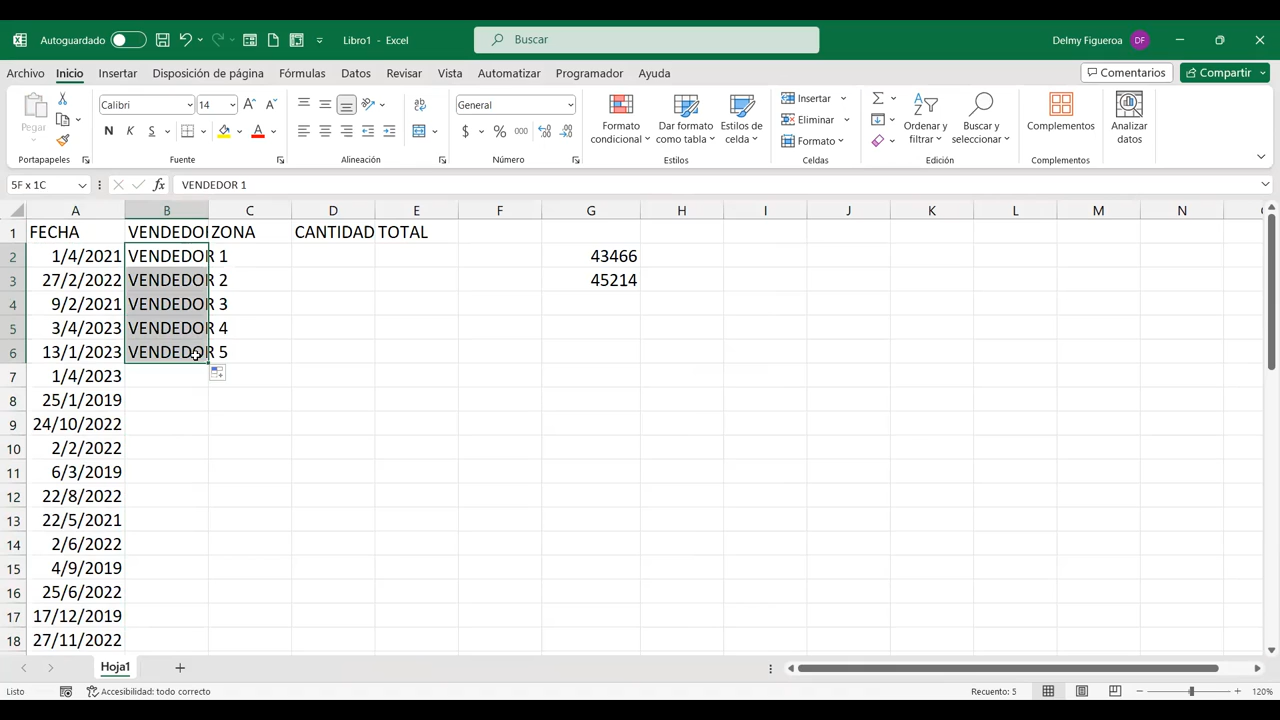 Autoguardado Libro1 - Excel Buscar Delmy Figueroa DF
Archivo Inicio Insertar Disposición de página Fórmulas Datos Revisar Vista Automatizar Programador Ayuda Comentarios Compartir
Pegar Calibri 14 General Formato condicional Dar formato como tabla Estilos de celda Insertar Eliminar Formato Ordenar y filtrar Buscar y seleccionar Complementos Analizar datos
N K S $ % 000
Portapapeles Fuente Alineación Número Estilos Celdas Edición Complementos
5F x 1C fx VENDEDOR 1
A B C D E F G H I J K L M N
1 FECHA VENDEDOR ZONA CANTIDAD TOTAL
2 1/4/2021 VENDEDOR 1 43466
3 27/2/2022 VENDEDOR 2 45214
4 9/2/2021 VENDEDOR 3
5 3/4/2023 VENDEDOR 4
6 13/1/2023 VENDEDOR 5
7 1/4/2023
8 25/1/2019
9 24/10/2022
10 2/2/2022
11 6/3/2019
12 22/8/2022
13 22/5/2021
14 2/6/2022
15 4/9/2019
16 25/6/2022
17 17/12/2019
18 27/11/2022
Hoja1
Listo Accesibilidad: todo correcto Recuento: 5 120%